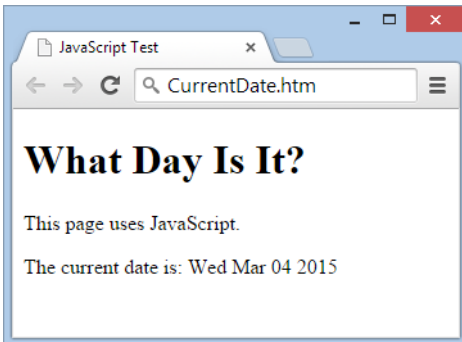 JavaScript Test
CurrentDate.htm
What Day Is It?
This page uses JavaScript.
The current date is: Wed Mar 04 2015